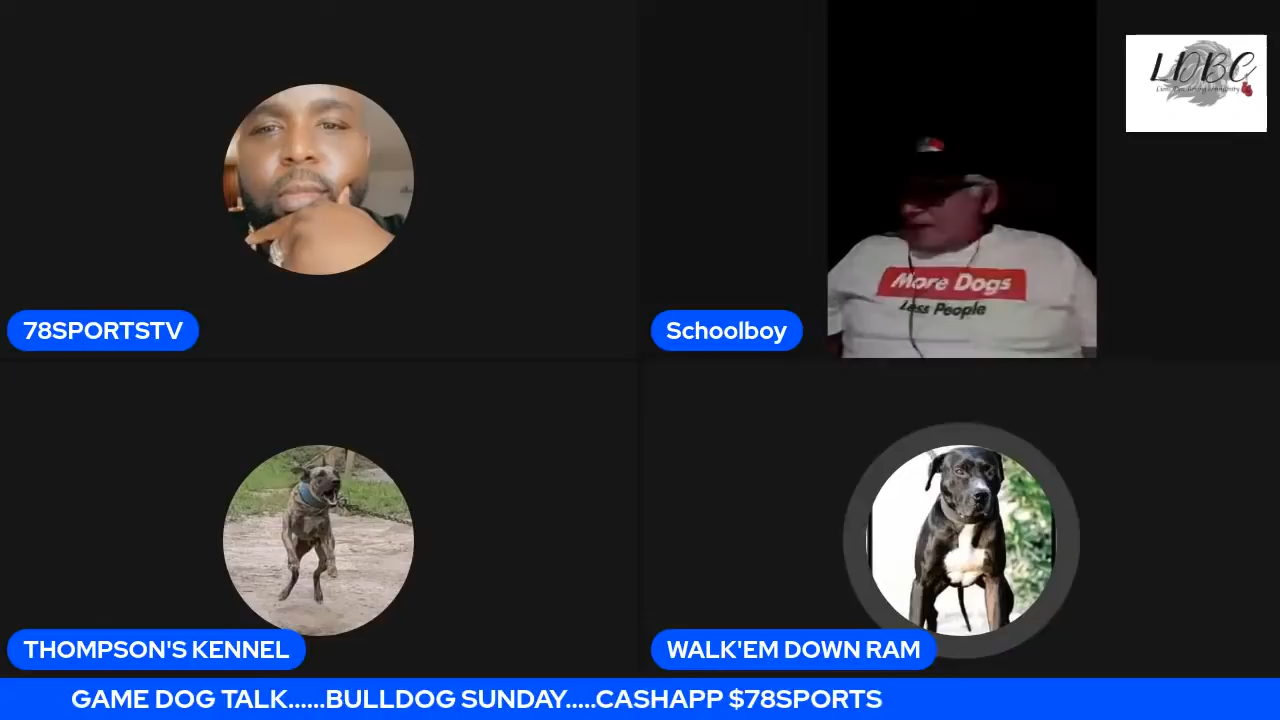 LDBC
78SPORTSTV
More Dogs
Less People
Schoolboy
THOMPSON'S KENNEL
WALK'EM DOWN RAM
GAME DOG TALK......BULLDOG SUNDAY.....CASHAPP $78SPORTS